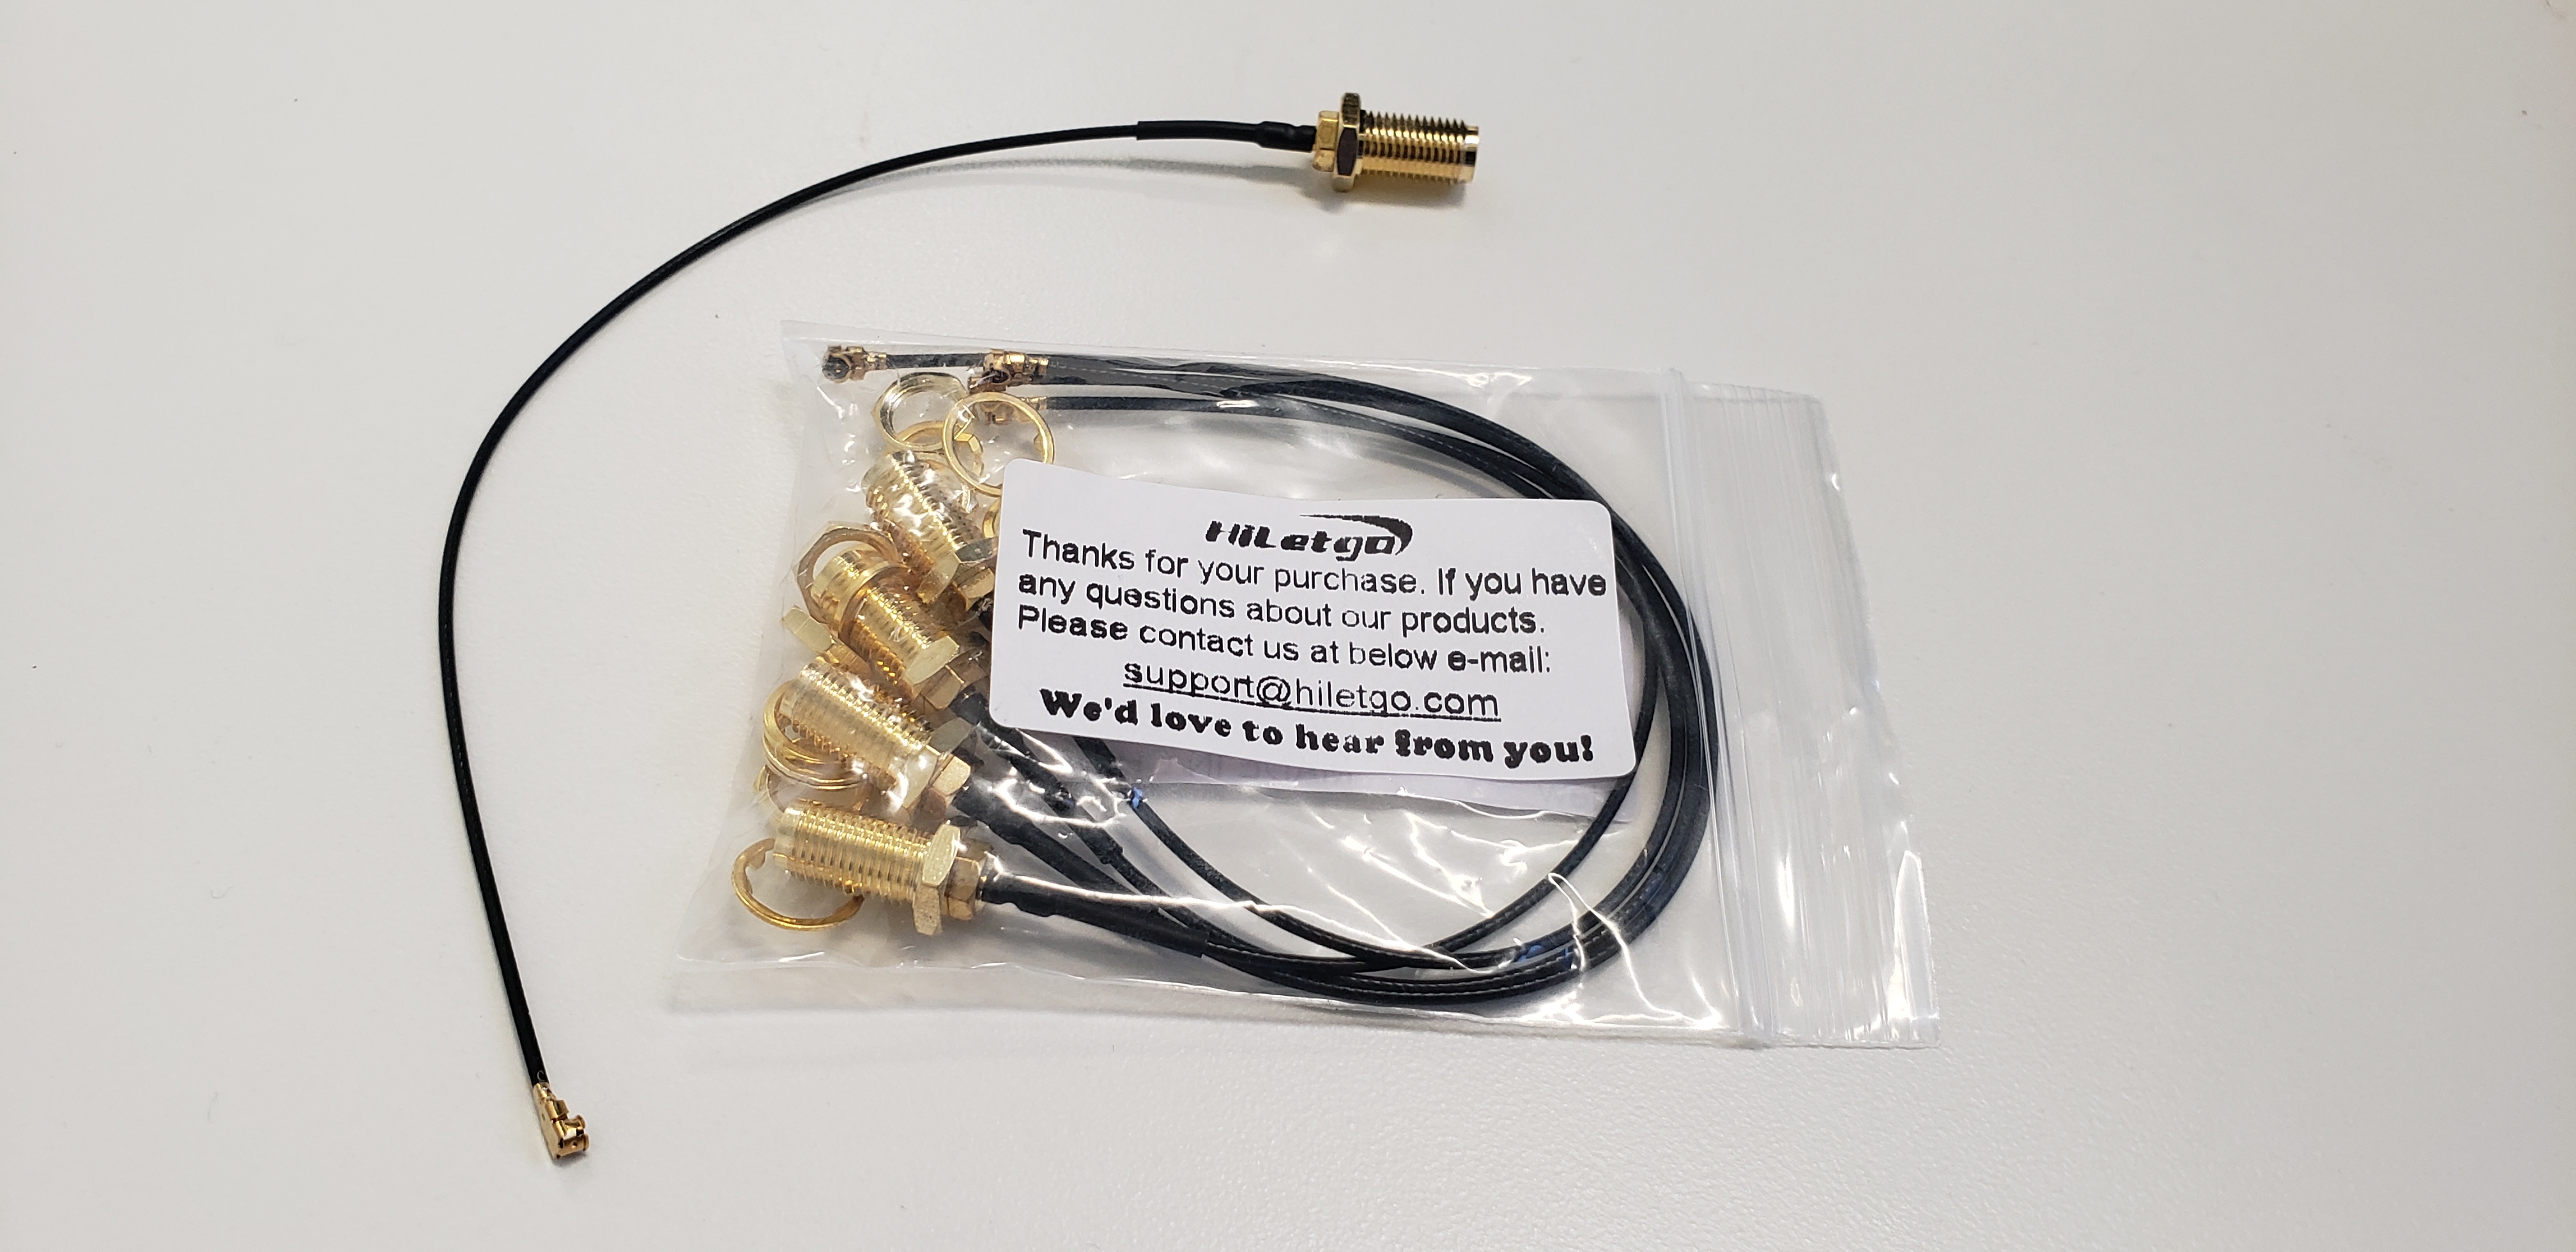 HiLetgo
Thanks for your purchase. If you have
any questions about our products.
Please contact us at below e-mail:
support@hiletgo.com
We'd love to hear from you!